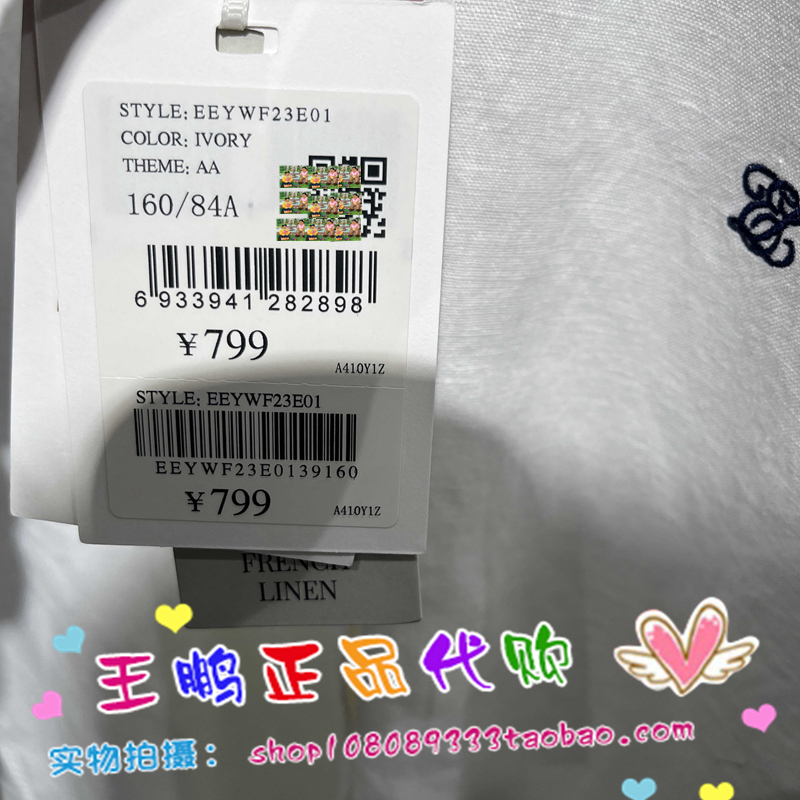 STYLE: EEYWF23E01
COLOR: IVORY
THEME: AA
160/84A
6 933941 282898
¥799
A410Y1Z
STYLE: EEYWF23E01
EEYWF23E0139160
¥799
A410Y1Z
FRENCH
LINEN
王鹏正品代购
实物拍摄: shop108089333taobao.com